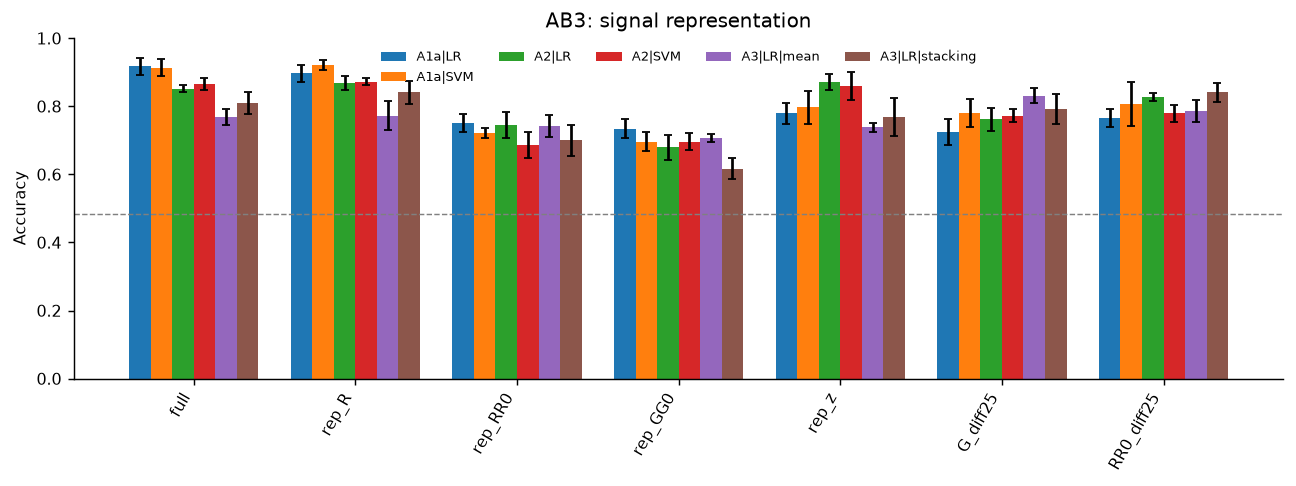 AB3: signal representation
A1a|LR A2|LR A2|SVM A3|LR|mean A3|LR|stacking
A1a|SVM
1.0
0.8
0.6
0.4
0.2
0.0
Accuracy
full rep_R rep_RR0 rep_GG0 rep_z G_diff25 RR0_diff25